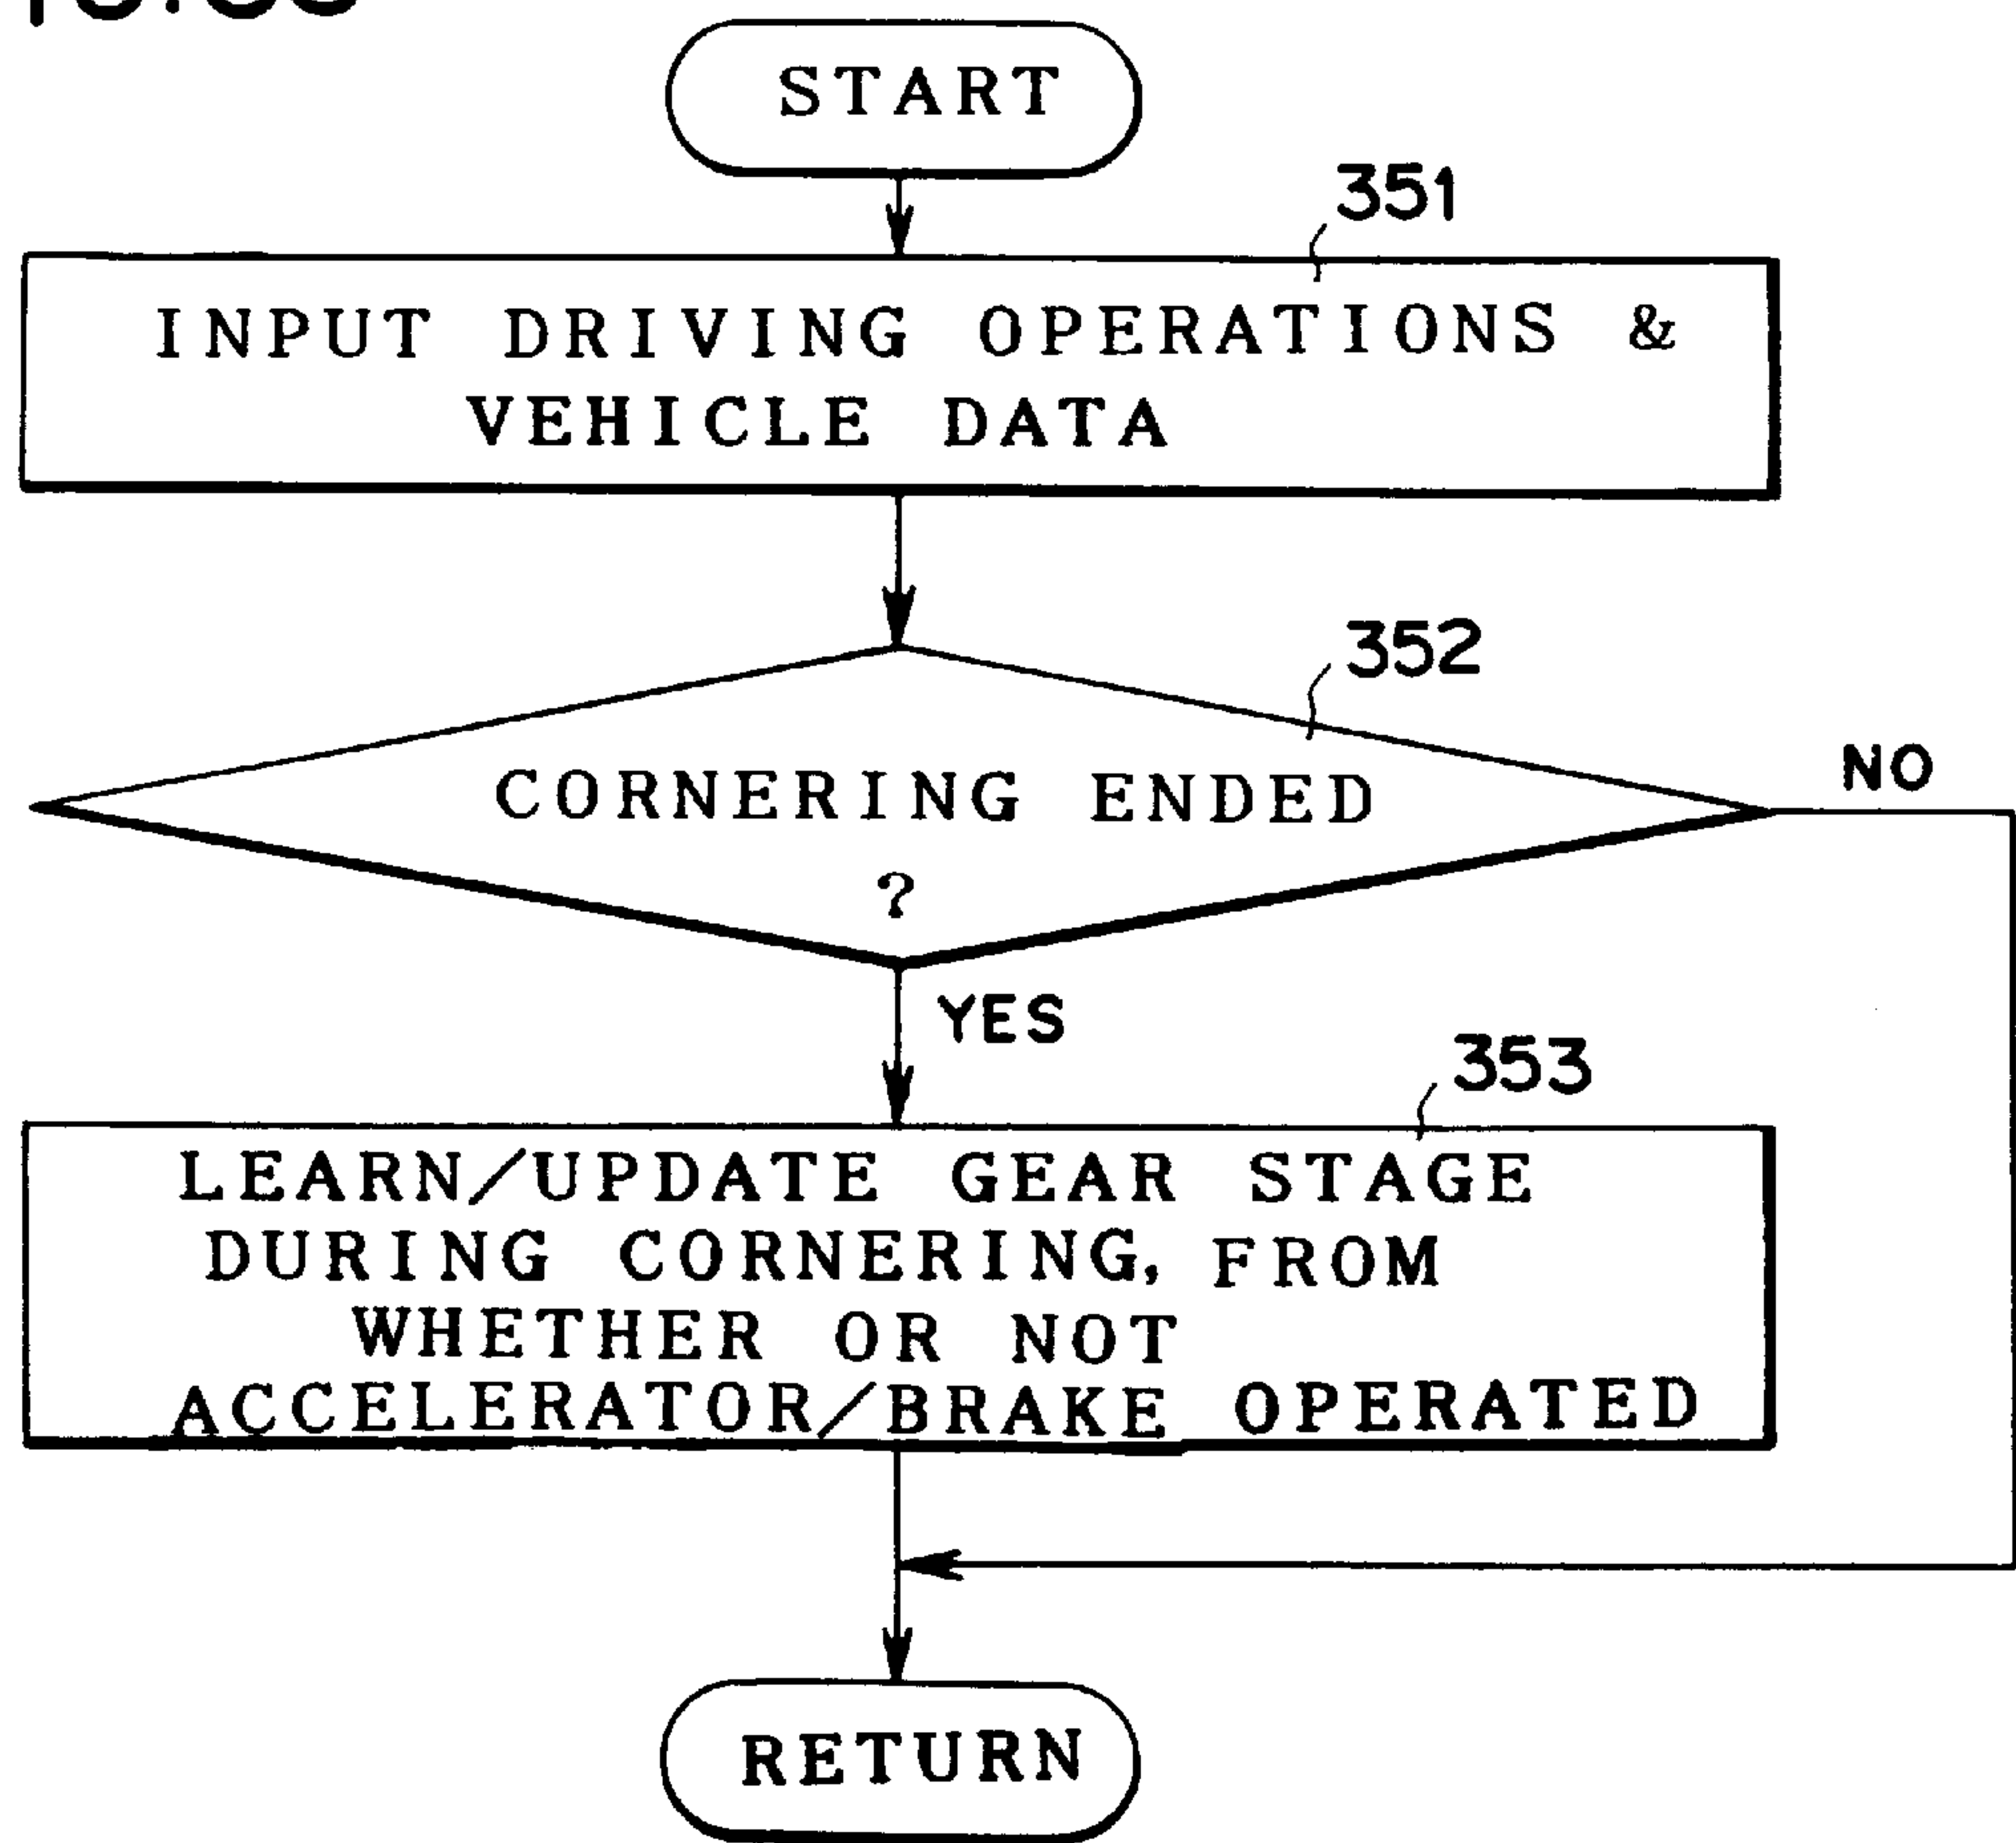 START
351
INPUT DRIVING OPERATIONS &
VEHICLE DATA
352
CORNERING ENDED
?
NO
YES
353
LEARN/UPDATE GEAR STAGE
DURING CORNERING, FROM
WHETHER OR NOT
ACCELERATOR/BRAKE OPERATED
RETURN